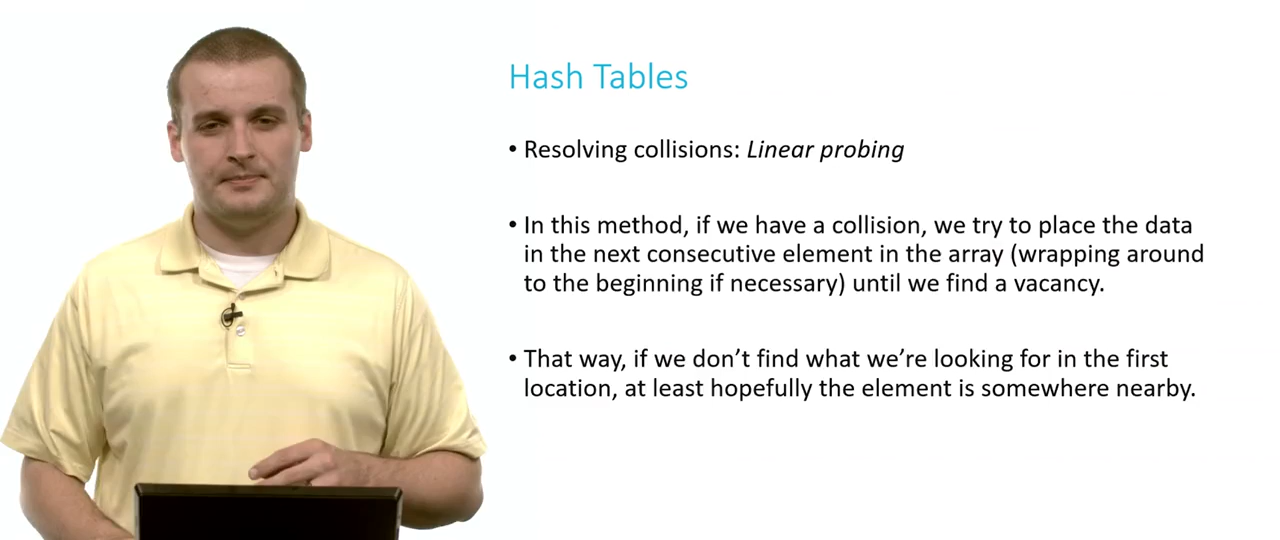 Hash Tables
• Resolving collisions: Linear probing
• In this method, if we have a collision, we try to place the data
in the next consecutive element in the array (wrapping around
to the beginning if necessary) until we find a vacancy.
• That way, if we don’t find what we’re looking for in the first
location, at least hopefully the element is somewhere nearby.